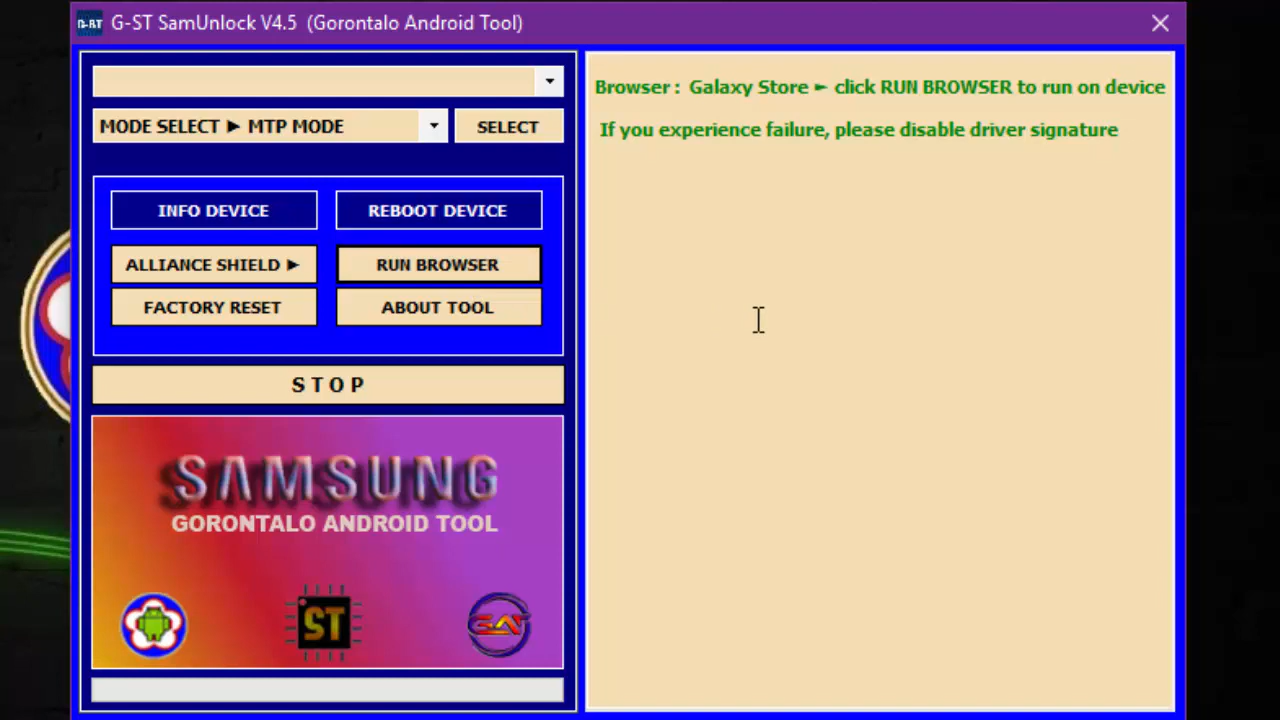 G-ST SamUnlock V4.5 (Gorontalo Android Tool)
MODE SELECT ► MTP MODE
SELECT
INFO DEVICE
REBOOT DEVICE
ALLIANCE SHIELD ►
RUN BROWSER
FACTORY RESET
ABOUT TOOL
S T O P
SAMSUNG
GORONTALO ANDROID TOOL
ST
GAT
Browser : Galaxy Store ► click RUN BROWSER to run on device
If you experience failure, please disable driver signature